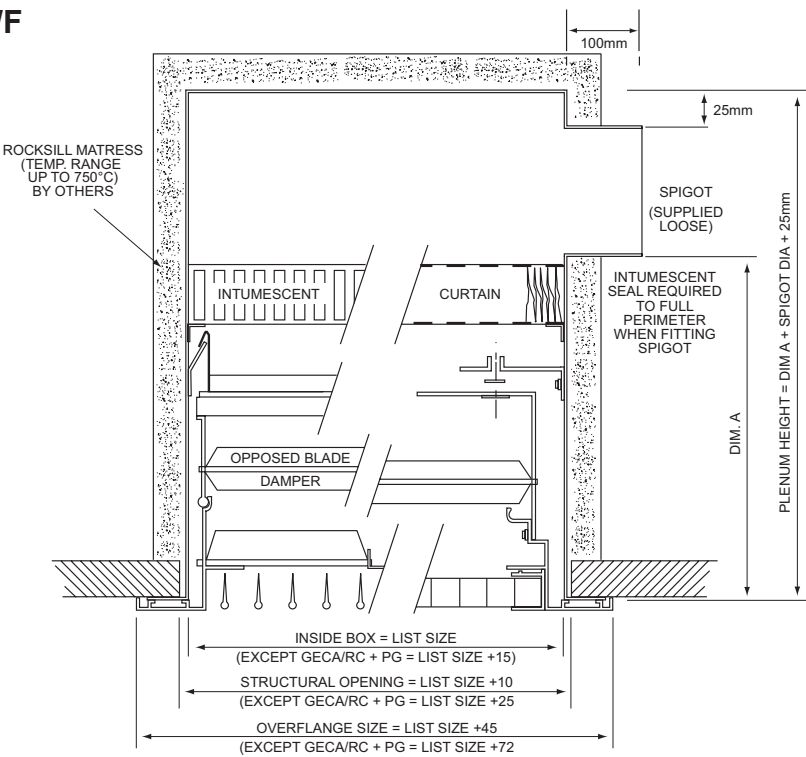 /F
100mm
25mm
ROCKSILL MATRESS
(TEMP. RANGE
UP TO 750°C)
BY OTHERS
SPIGOT
(SUPPLIED
LOOSE)
INTUMESCENT
CURTAIN
INTUMESCENT
SEAL REQUIRED
TO FULL
PERIMETER
WHEN FITTING
SPIGOT
DIM. A
PLENUM HEIGHT = DIM A + SPIGOT DIA + 25mm
OPPOSED BLADE
DAMPER
INSIDE BOX = LIST SIZE
(EXCEPT GECA/RC + PG = LIST SIZE +15)
STRUCTURAL OPENING = LIST SIZE +10
(EXCEPT GECA/RC + PG = LIST SIZE +25
OVERFLANGE SIZE = LIST SIZE +45
(EXCEPT GECA/RC + PG = LIST SIZE +72